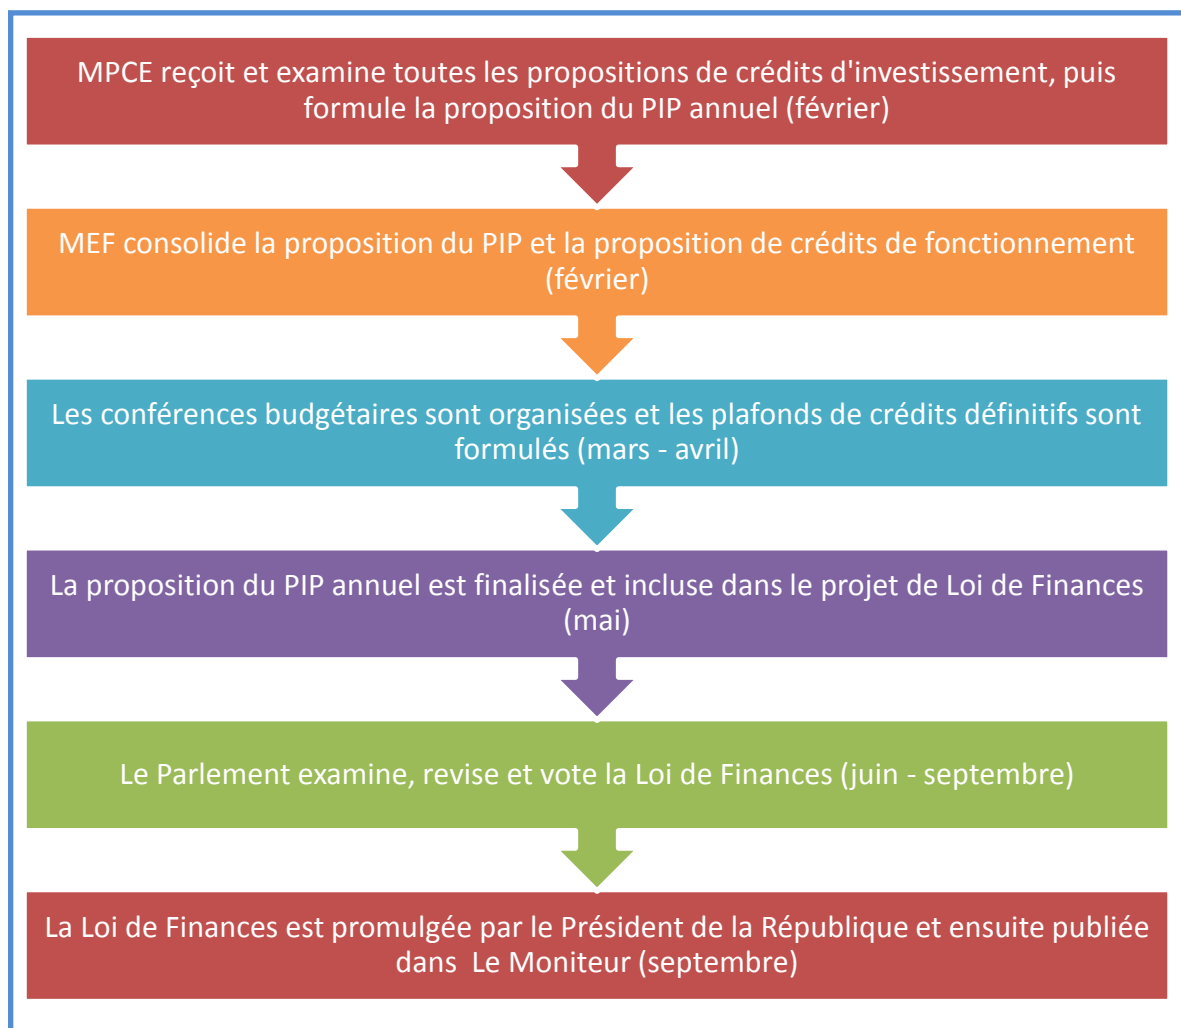 MPCE reçoit et examine toutes les propositions de crédits d'investissement, puis
formule la proposition du PIP annuel (février)
MEF consolide la proposition du PIP et la proposition de crédits de fonctionnement
(février)
Les conférences budgétaires sont organisées et les plafonds de crédits définitifs sont
formulés (mars - avril)
La proposition du PIP annuel est finalisée et incluse dans le projet de Loi de Finances
(mai)
Le Parlement examine, revise et vote la Loi de Finances (juin - septembre)
La Loi de Finances est promulgée par le Président de la République et ensuite publiée
dans  Le Moniteur (septembre)